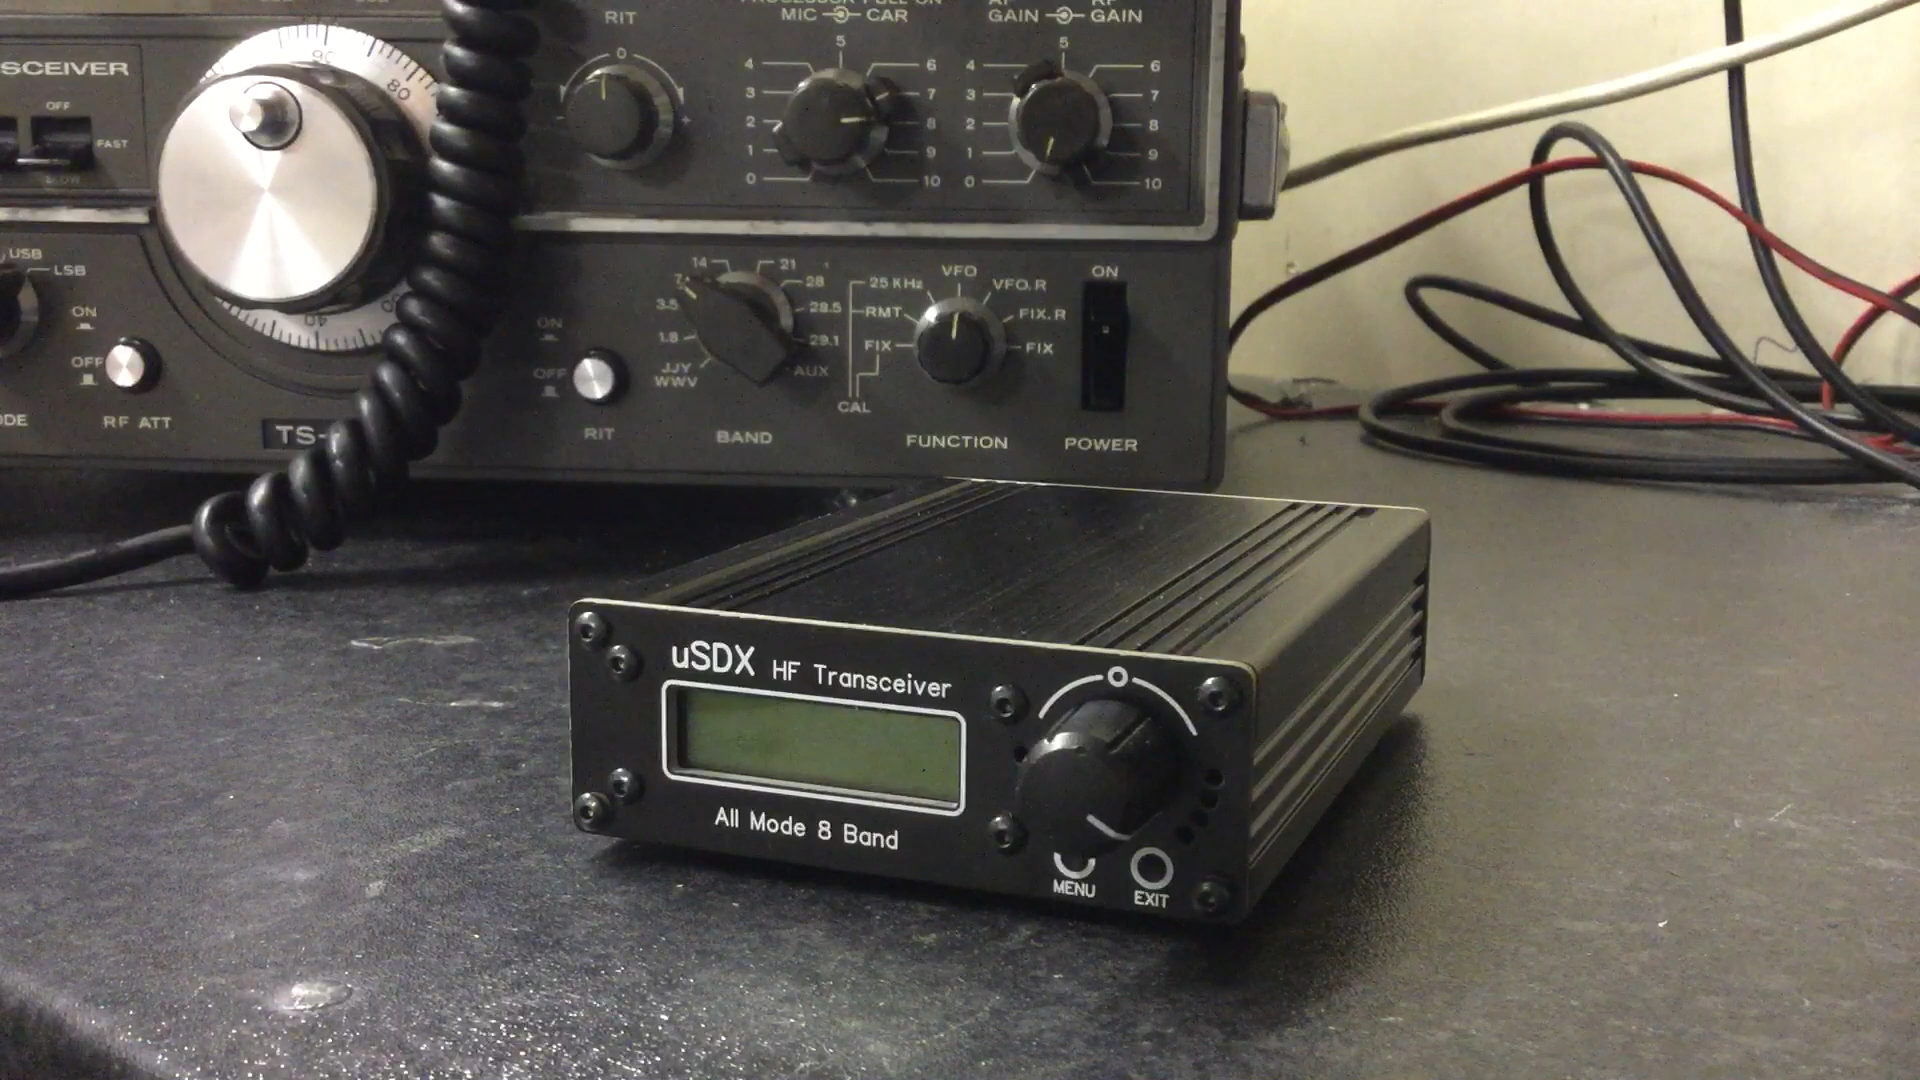 SCEIVER
OFF
FAST
SLOW
90
80
RIT
0
+
MIC CAR
5
4 6
3 7
2 8
1 9
0 10
GAIN GAIN
5
4 6
3 7
2 8
1 9
0 10
USB
LSB
ON
OFF
RF ATT
40
TS-
ON
OFF
RIT
14 21
7 28
3.5 28.5
1.8 29.1
JJY AUX
WWV
BAND
VFO
25 KHz VFO.R
RMT FIX.R
FIX FIX
CAL
FUNCTION
ON
POWER
uSDX HF Transceiver
All Mode 8 Band
MENU
EXIT